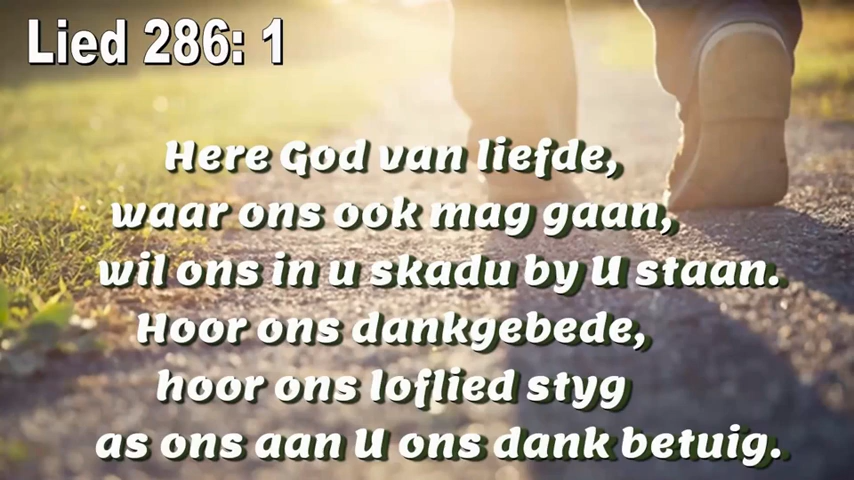 Lied 286: 1
Here God van liefde,
waar ons ook mag gaan,
wil ons in u skadu by U staan.
Hoor ons dankgebede,
hoor ons loflied styg
as ons aan U ons dank betuig.